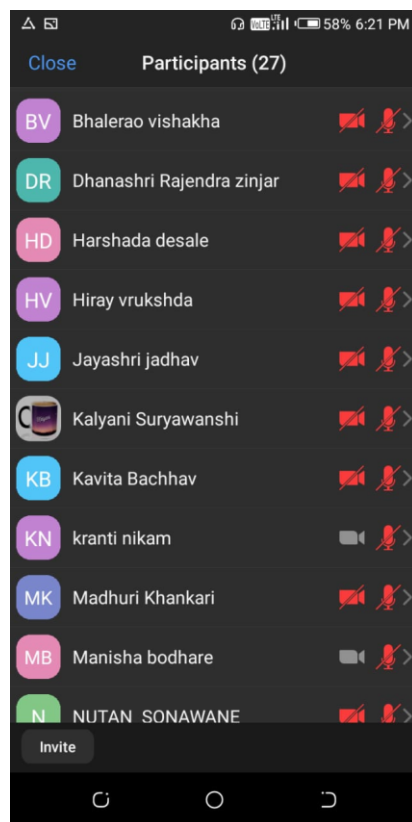 VoLTE LTE 58% 6:21 PM
Close Participants (27)
BV Bhalerao vishakha
DR Dhanashri Rajendra zinjar
HD Harshada desale
HV Hiray vrukshda
JJ Jayashri jadhav
Kalyani Suryawanshi
KB Kavita Bachhav
KN kranti nikam
MK Madhuri Khankari
MB Manisha bodhare
N NUTAN SONAWANE
Invite